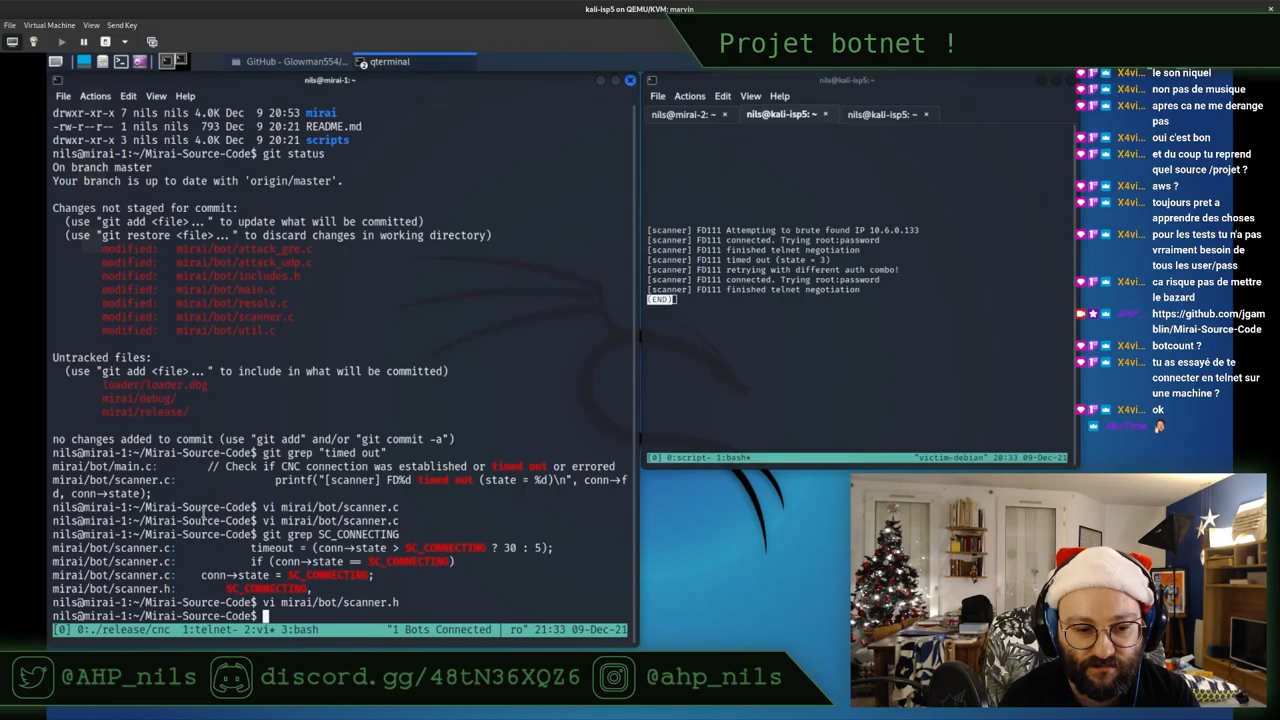 kali-isp5 on QEMU/KVM: marvin
File Virtual Machine View Send Key
Projet botnet !
GitHub - Glowman554/...
qterminal
nils@mirai-1: ~
File Actions Edit View Help
drwxr-xr-x 7 nils nils 4.0K Dec 9 20:53 mirai
-rw-r--r-- 1 nils nils 793 Dec 9 20:21 README.md
drwxr-xr-x 3 nils nils 4.0K Dec 9 20:21 scripts
nils@mirai-1:~/Mirai-Source-Code$ git status
On branch master
Your branch is up to date with 'origin/master'.
Changes not staged for commit:
(use "git add <file>..." to update what will be committed)
(use "git restore <file>..." to discard changes in working directory)
modified: mirai/bot/attack_gre.c
modified: mirai/bot/attack_udp.c
modified: mirai/bot/includes.h
modified: mirai/bot/main.c
modified: mirai/bot/resolv.c
modified: mirai/bot/scanner.c
modified: mirai/bot/util.c
Untracked files:
(use "git add <file>..." to include in what will be committed)
loader/loader.dbg
mirai/debug/
mirai/release/
no changes added to commit (use "git add" and/or "git commit -a")
nils@mirai-1:~/Mirai-Source-Code$ git grep "timed out"
mirai/bot/main.c: // Check if CNC connection was established or timed out or errored
mirai/bot/scanner.c: printf("[scanner] FD%d timed out (state = %d)\n", conn->f
d, conn->state);
nils@mirai-1:~/Mirai-Source-Code$ vi mirai/bot/scanner.c
nils@mirai-1:~/Mirai-Source-Code$ vi mirai/bot/scanner.c
nils@mirai-1:~/Mirai-Source-Code$ git grep SC_CONNECTING
mirai/bot/scanner.c: timeout = (conn->state > SC_CONNECTING ? 30 : 5);
mirai/bot/scanner.c: if (conn->state == SC_CONNECTING)
mirai/bot/scanner.c: conn->state = SC_CONNECTING;
mirai/bot/scanner.h: SC_CONNECTING,
nils@mirai-1:~/Mirai-Source-Code$ vi mirai/bot/scanner.h
nils@mirai-1:~/Mirai-Source-Code$
[0] 0:./release/cnc 1:telnet- 2:vi* 3:bash "1 Bots Connected | ro" 21:33 09-Dec-21
nils@kali-isp5: ~
File Actions Edit View Help
nils@mirai-2: ~ × nils@kali-isp5: ~ × nils@kali-isp5: ~ ×
[scanner] FD111 Attempting to brute found IP 10.6.0.133
[scanner] FD111 connected. Trying root:password
[scanner] FD111 finished telnet negotiation
[scanner] FD111 timed out (state = 3)
[scanner] FD111 retrying with different auth combo!
[scanner] FD111 connected. Trying root:password
[scanner] FD111 finished telnet negotiation
(END)
[0] 0:script- 1:bash* "victim-debian" 20:33 09-Dec-21
X4vi... le son niquel
X4vi... non pas de musique
X4vi... apres ca ne me derange
pas
X4vi... oui c'est bon
X4vi... et du coup tu reprend
quel source /projet ?
X4vi... aws ?
X4vi... toujours pret a
apprendre des choses
X4vi... pour les tests tu n'a pas
vrraiment besoin de
tous les user/pass
X4vi... ca risque pas de mettre
le bazard
AHP_... https://github.com/jgam
blin/Mirai-Source-Code
X4vi... botcount ?
X4vi... tu as essayé de te
connecter en telnet sur
une machine ?
X4vi... ok
@AHP_nils
discord.gg/48tN36XQZ6
@ahp_nils